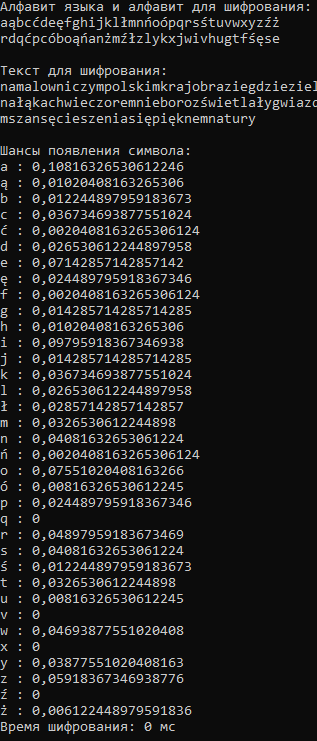 Алфавит языка и алфавит для шифрования:
aąbcćdeęfghijklłmnńoópqrsśtuvwxyzźż
rdqćpcóboąńanżmźłżzlykxjwivhugtfśęse

Текст для шифрования:
namalowniczympolskimkrajobraziegdzieziel
nałąkachwieczoremnieborozświetlałygwiazd
mszansęcieszeniasiępięknemnatury

Шансы появления символа:
a : 0,10816326530612246
ą : 0,01020408163265306
b : 0,012244897959183673
c : 0,036734693877551024
ć : 0,0020408163265306124
d : 0,026530612244897958
e : 0,07142857142857142
ę : 0,024489795918367346
f : 0,0020408163265306124
g : 0,014285714285714285
h : 0,01020408163265306
i : 0,09795918367346938
j : 0,014285714285714285
k : 0,036734693877551024
l : 0,026530612244897958
ł : 0,02857142857142857
m : 0,0326530612244898
n : 0,04081632653061224
ń : 0,0020408163265306124
o : 0,07551020408163266
ó : 0,00816326530612245
p : 0,024489795918367346
q : 0
r : 0,04897959183673469
s : 0,04081632653061224
ś : 0,012244897959183673
t : 0,0326530612244898
u : 0,00816326530612245
v : 0
w : 0,04693877551020408
x : 0
y : 0,03877551020408163
z : 0,05918367346938776
ź : 0
ż : 0,006122448979591836
Время шифрования: 0 мс